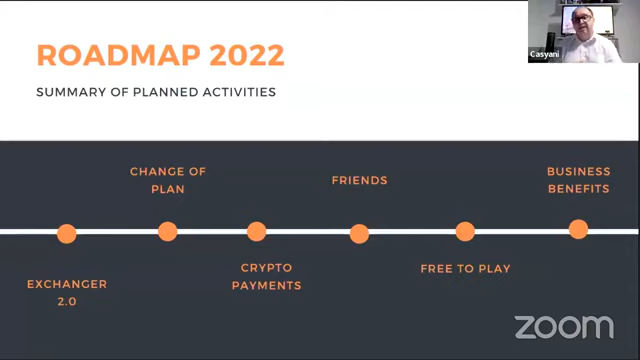 ROADMAP 2022
SUMMARY OF PLANNED ACTIVITIES
Casyani
CHANGE OF
PLAN
FRIENDS
BUSINESS
BENEFITS
EXCHANGER
2.0
CRYPTO
PAYMENTS
FREE TO PLAY
zoom